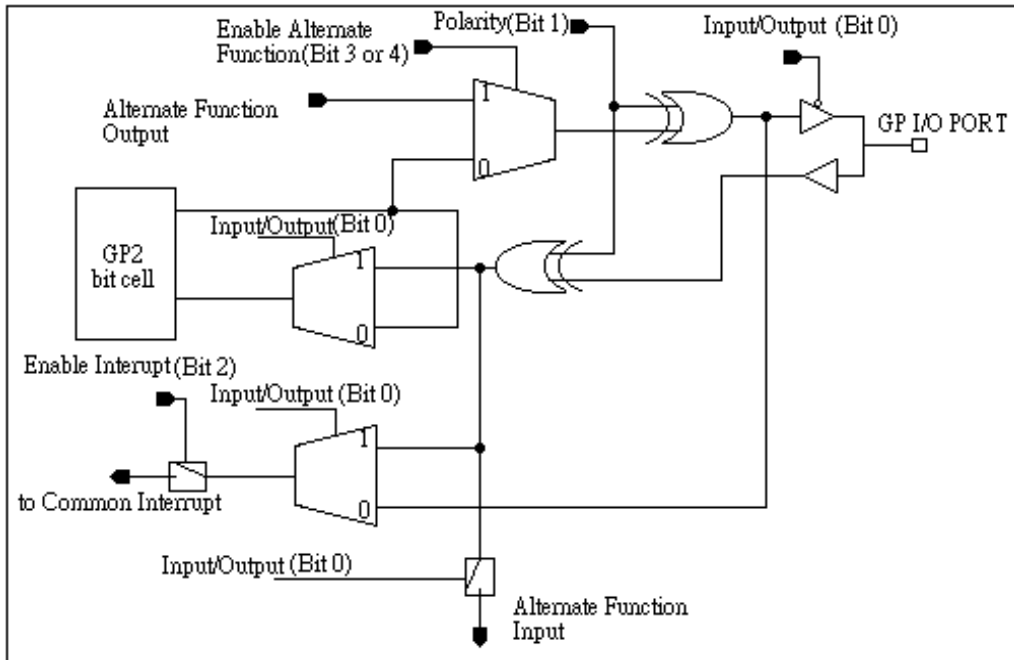 Polarity(Bit 1)
Input/Output (Bit 0)
Enable Alternate
Function(Bit 3 or 4)
1
Alternate Function
Output
GP I/O PORT
0
Input/Output(Bit 0)
GP2
bit cell
1
0
Enable Interupt(Bit 2)
Input/Output (Bit 0)
1
to Common Interrupt
0
Input/Output (Bit 0)
Alternate Function
Input